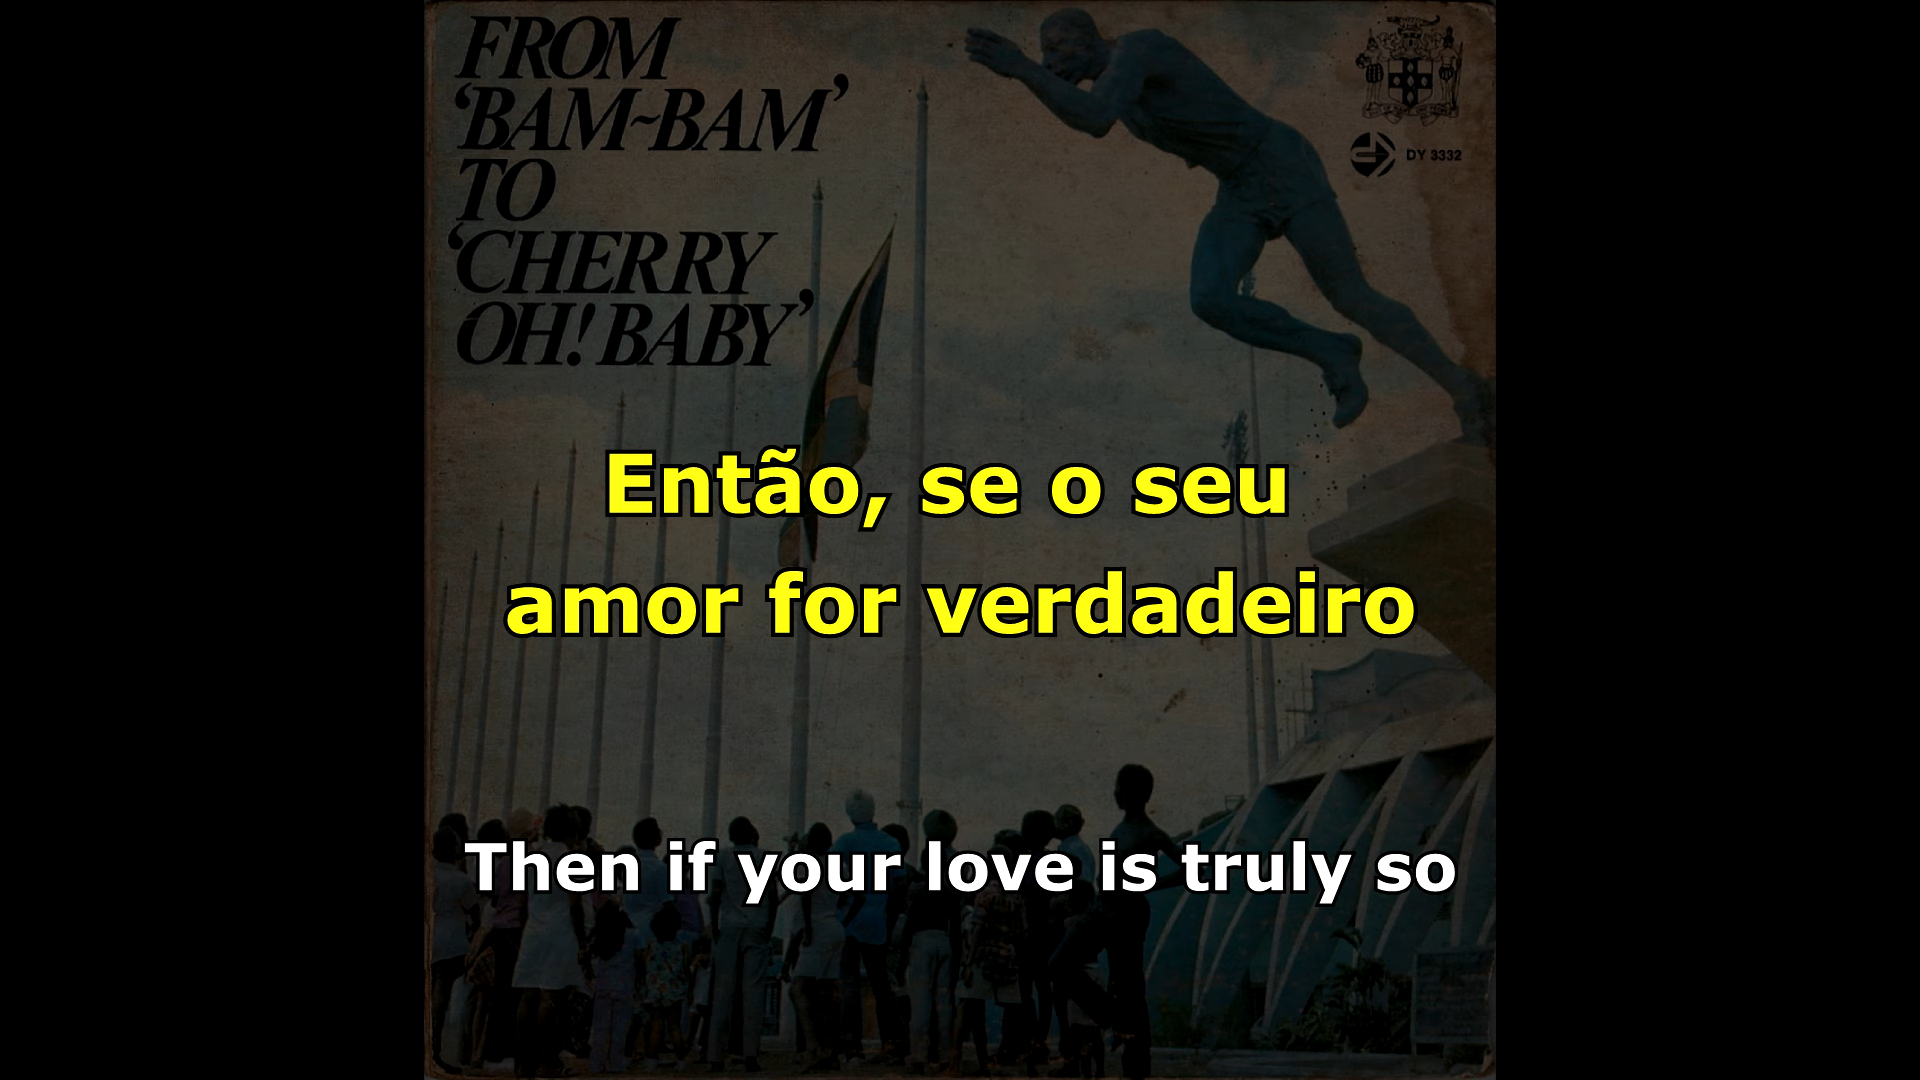 FROM
‘BAM~BAM’
TO
‘CHERRY
OH! BABY’
DY 3332
Então, se o seu
amor for verdadeiro
Then if your love is truly so